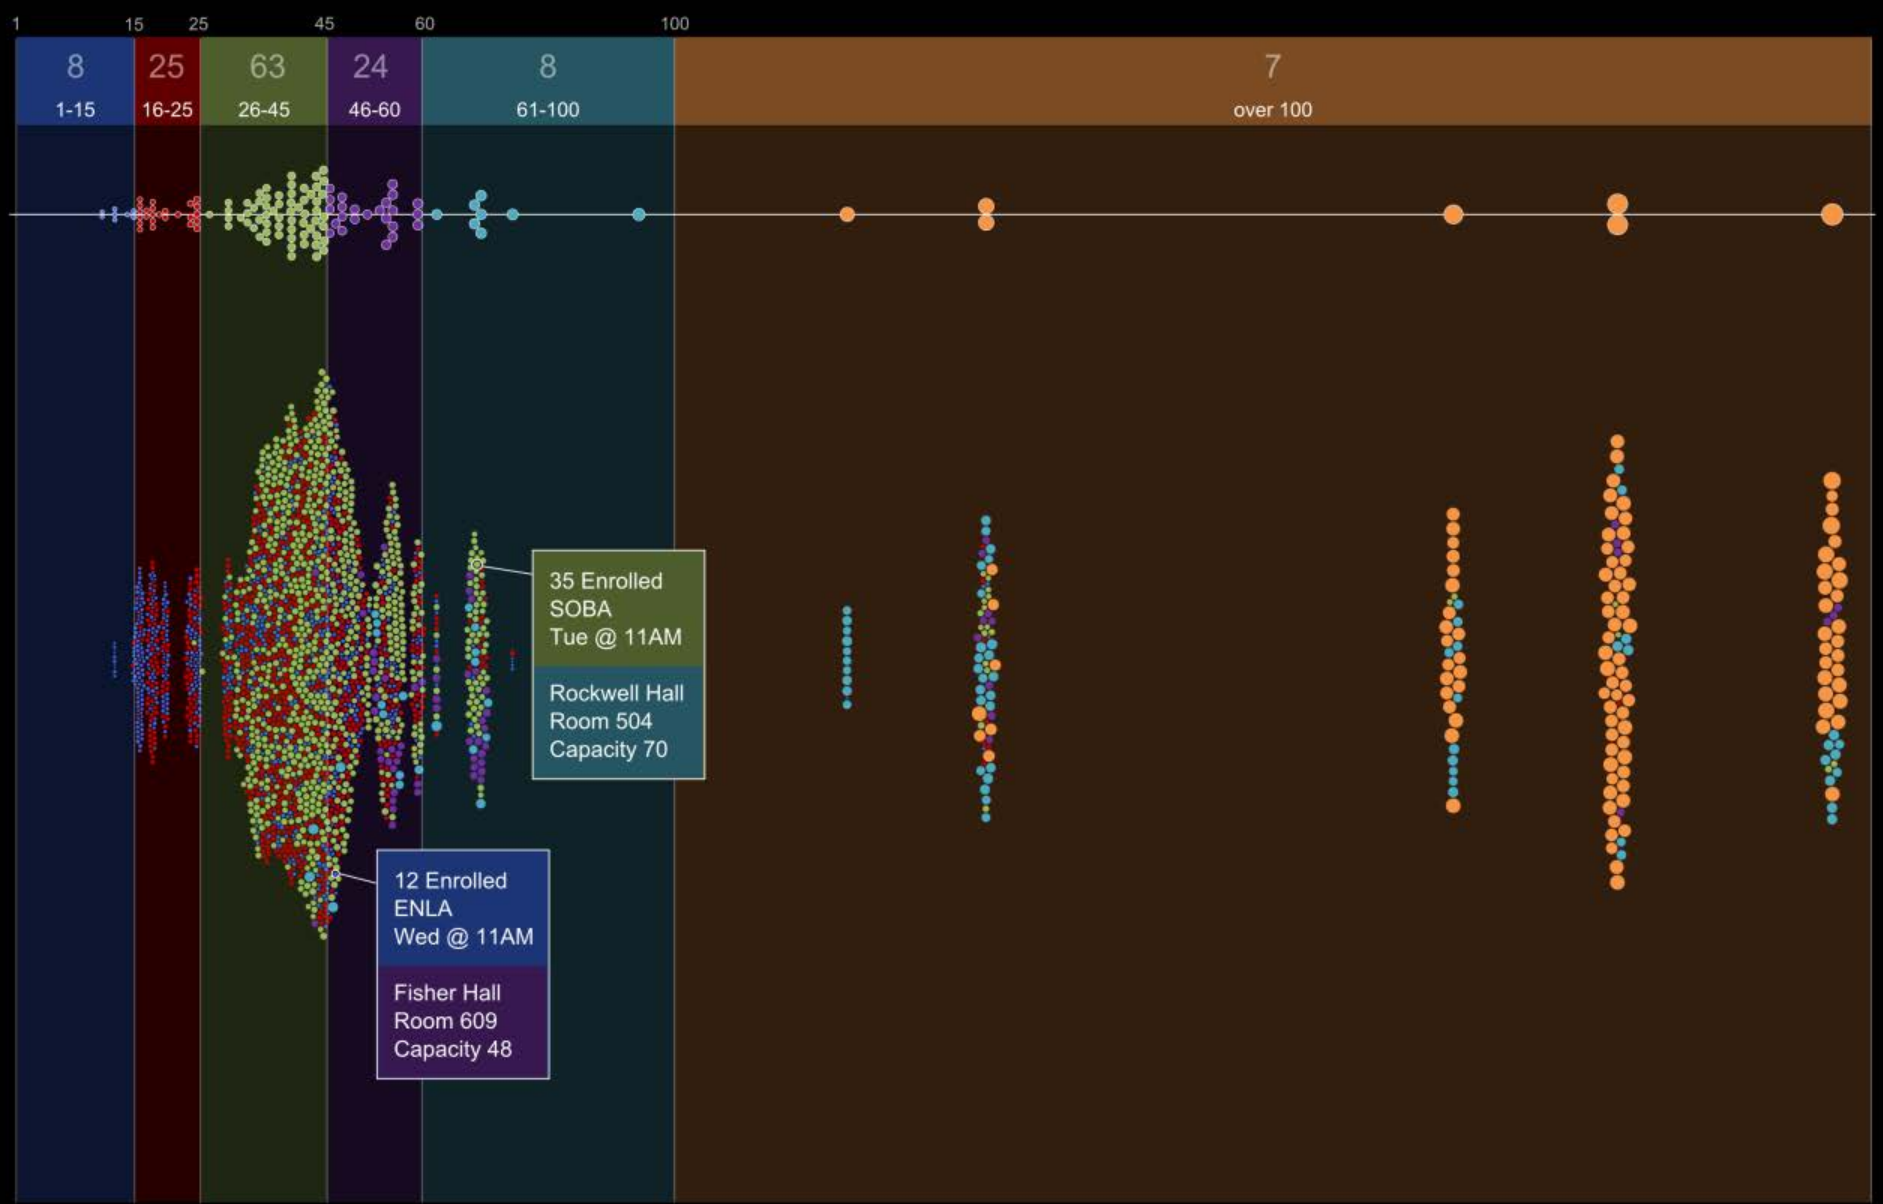 1 15 25 45 60 100
8 25 63 24 8 7
1-15 16-25 26-45 46-60 61-100 over 100
35 Enrolled
SOBA
Tue @ 11AM
Rockwell Hall
Room 504
Capacity 70
12 Enrolled
ENLA
Wed @ 11AM
Fisher Hall
Room 609
Capacity 48